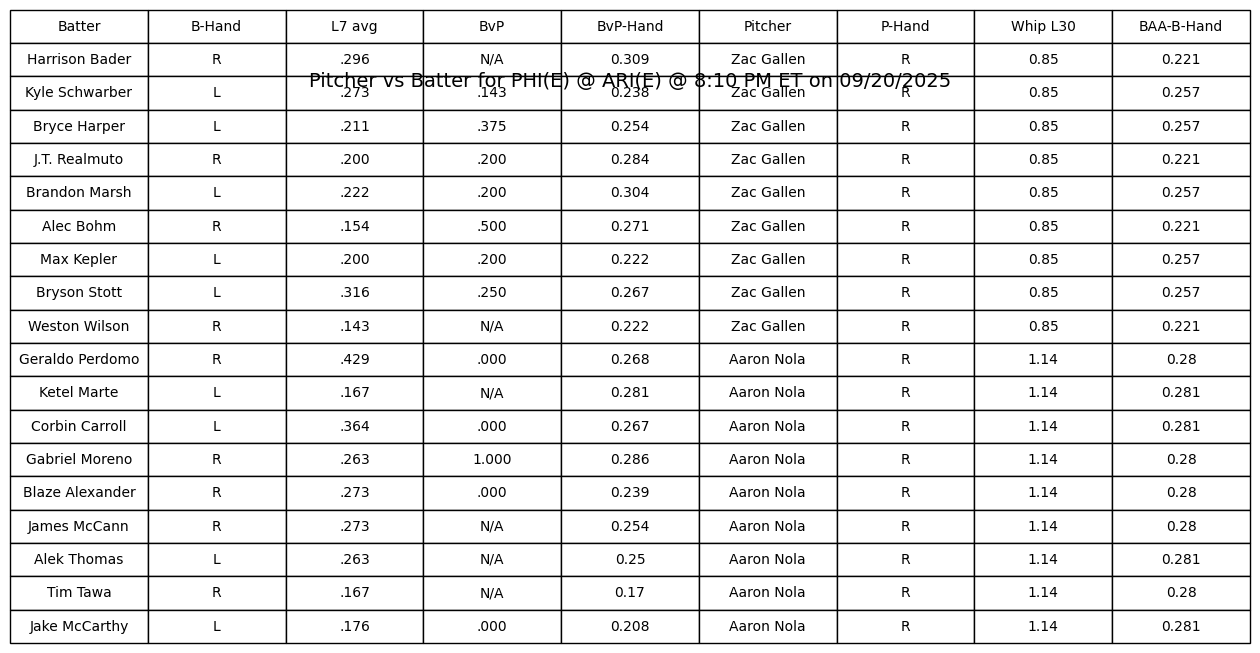 Batter B-Hand L7 avg BvP BvP-Hand Pitcher P-Hand Whip L30 BAA-B-Hand
Harrison Bader R .296 N/A 0.309 Zac Gallen R 0.85 0.221
Pitcher vs Batter for PHI(E) @ ARI(E) @ 8:10 PM ET on 09/20/2025
Kyle Schwarber L .273 .143 0.238 Zac Gallen R 0.85 0.257
Bryce Harper L .211 .375 0.254 Zac Gallen R 0.85 0.257
J.T. Realmuto R .200 .200 0.284 Zac Gallen R 0.85 0.221
Brandon Marsh L .222 .200 0.304 Zac Gallen R 0.85 0.257
Alec Bohm R .154 .500 0.271 Zac Gallen R 0.85 0.221
Max Kepler L .200 .200 0.222 Zac Gallen R 0.85 0.257
Bryson Stott L .316 .250 0.267 Zac Gallen R 0.85 0.257
Weston Wilson R .143 N/A 0.222 Zac Gallen R 0.85 0.221
Geraldo Perdomo R .429 .000 0.268 Aaron Nola R 1.14 0.28
Ketel Marte L .167 N/A 0.281 Aaron Nola R 1.14 0.281
Corbin Carroll L .364 .000 0.267 Aaron Nola R 1.14 0.281
Gabriel Moreno R .263 1.000 0.286 Aaron Nola R 1.14 0.28
Blaze Alexander R .273 .000 0.239 Aaron Nola R 1.14 0.28
James McCann R .273 N/A 0.254 Aaron Nola R 1.14 0.28
Alek Thomas L .263 N/A 0.25 Aaron Nola R 1.14 0.281
Tim Tawa R .167 N/A 0.17 Aaron Nola R 1.14 0.28
Jake McCarthy L .176 .000 0.208 Aaron Nola R 1.14 0.281